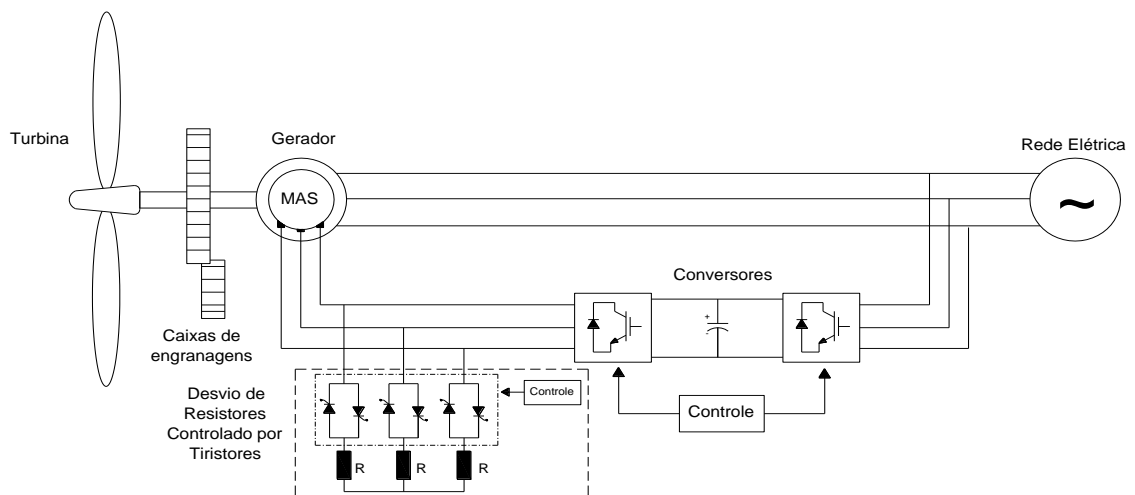 Turbina
Gerador
Rede Elétrica
MAS
~
Conversores
+
-
Caixas de
engranagens
Desvio de
Resistores
Controlado por
Tiristores
Controle
Controle
R
R
R